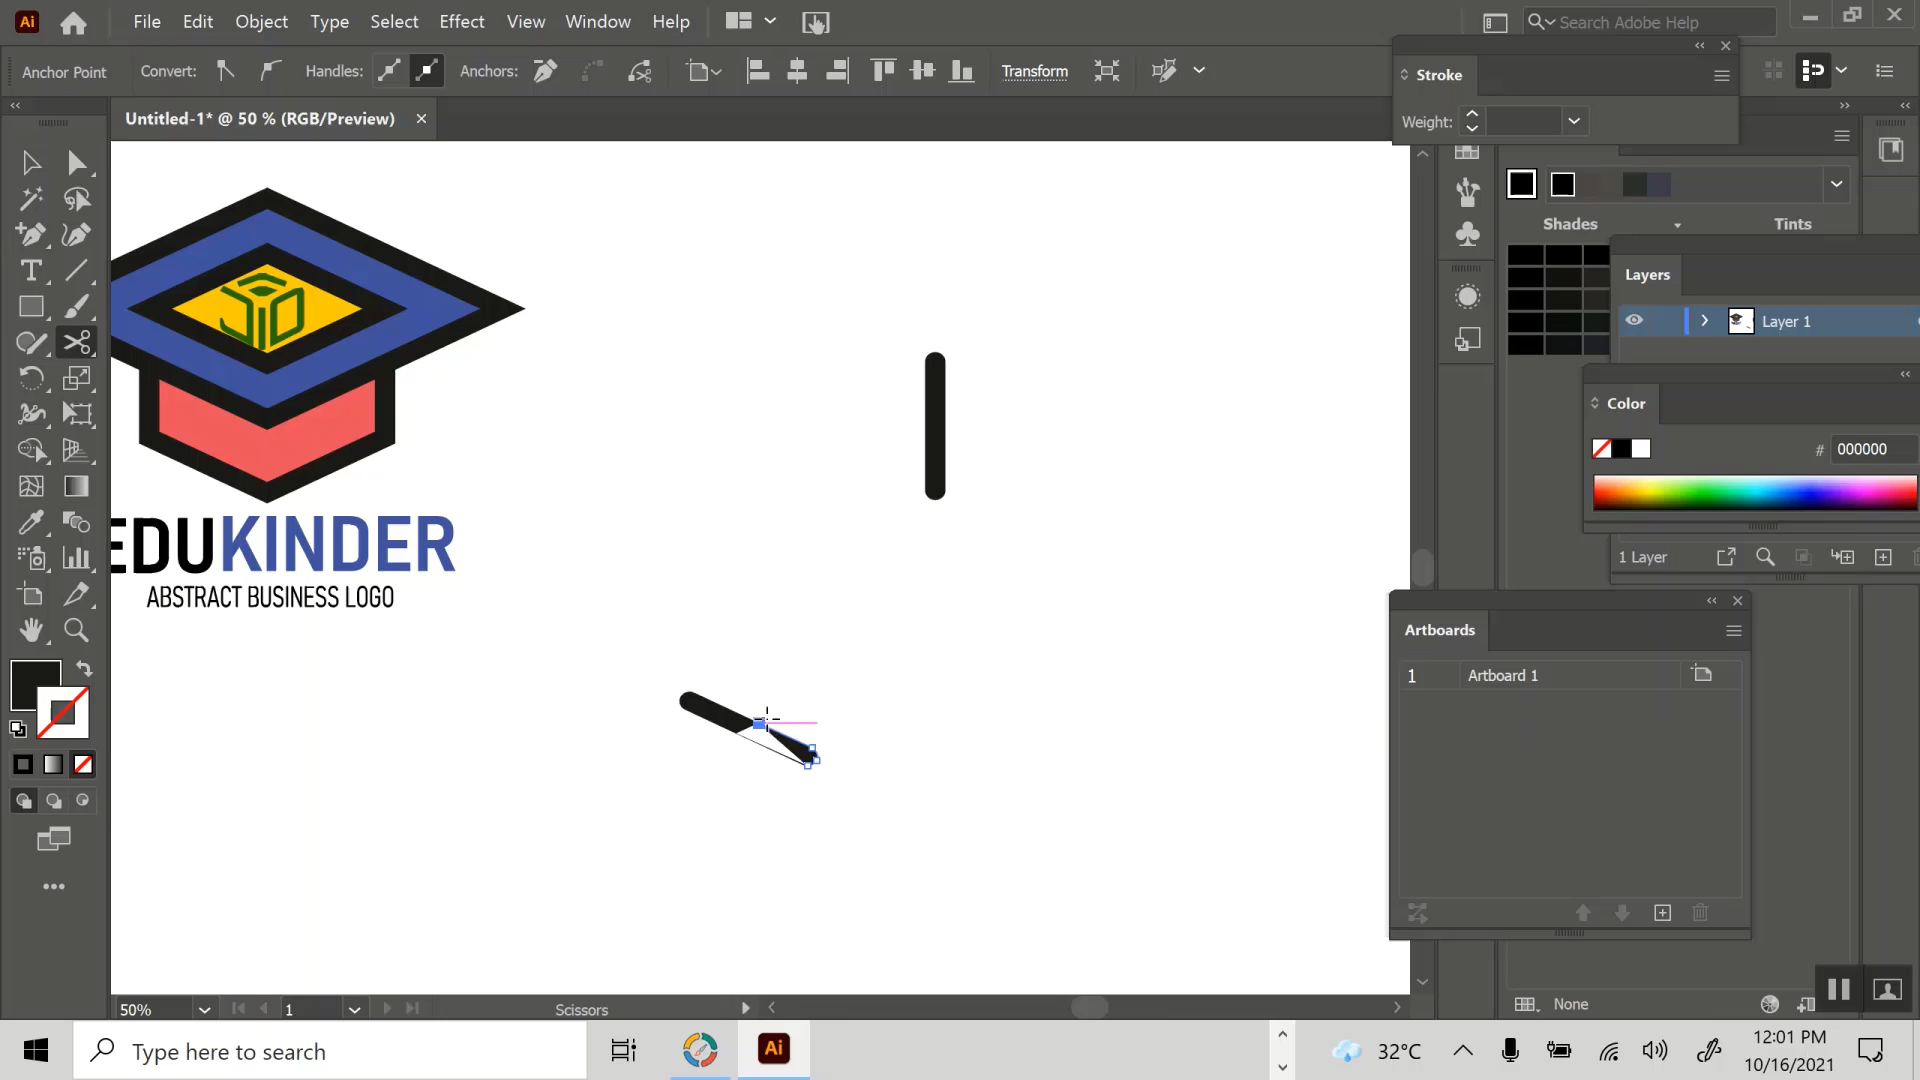 Ai File Edit Object Type Select Effect View Window Help Search Adobe Help
Anchor Point Convert: Handles: Anchors: Transform
Stroke
Weight:
Untitled-1* @ 50 % (RGB/Preview)
Shades Tints
Layers
Layer 1
Color
# 000000
1 Layer
EDUKINDER
ABSTRACT BUSINESS LOGO
Artboards
1 Artboard 1
50% 1 Scissors
None
Type here to search
Ai
32°C
12:01 PM
10/16/2021